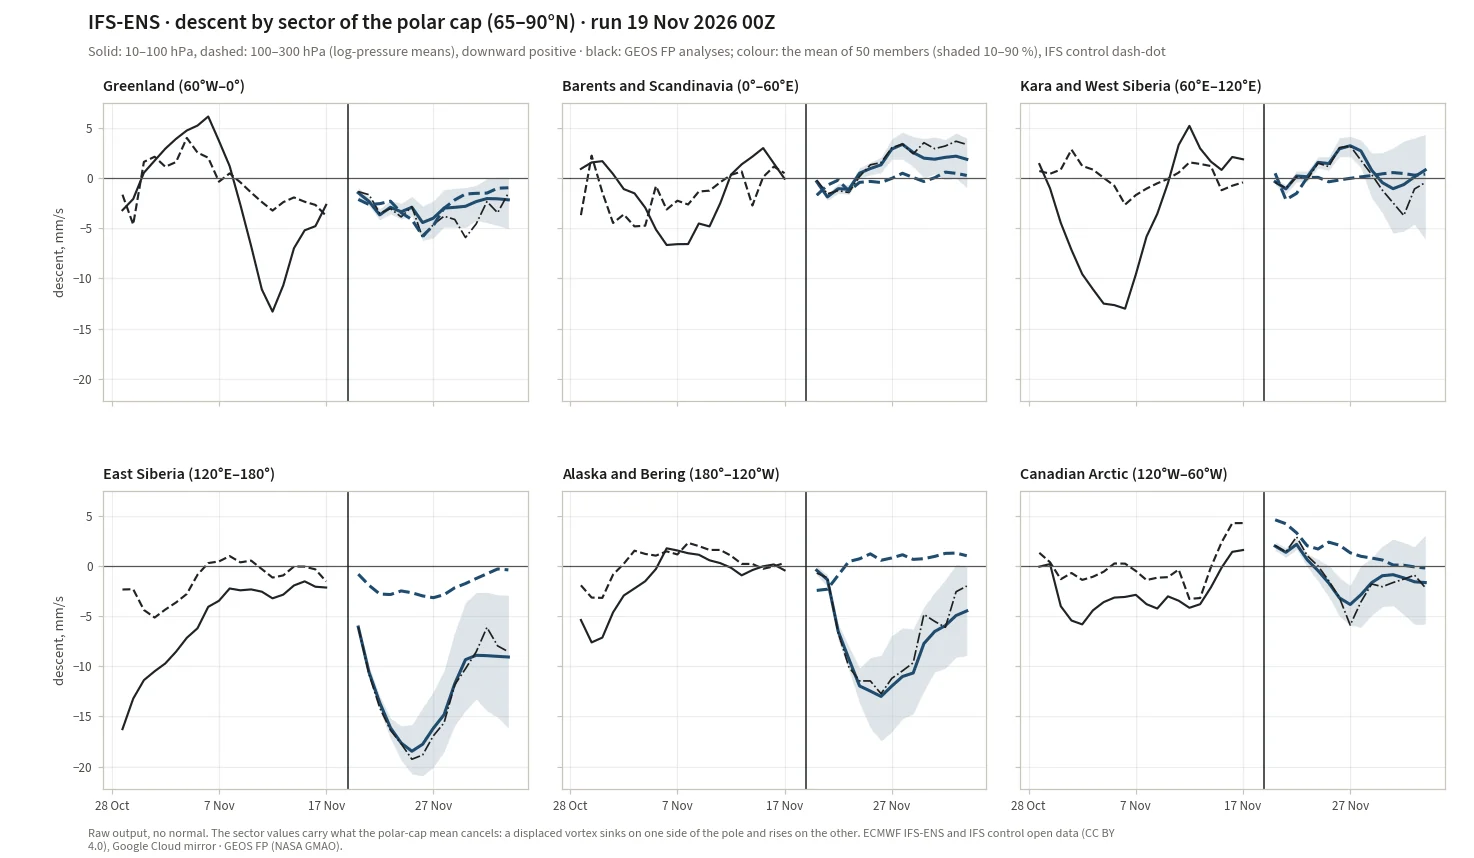 IFS-ENS · descent by sector of the polar cap (65–90°N) · run 19 Nov 2026 00Z
Solid: 10–100 hPa, dashed: 100–300 hPa (log-pressure means), downward positive · black: GEOS FP analyses; colour: the mean of 50 members (shaded 10–90 %), IFS control dash-dot
Greenland (60°W–0°)
Barents and Scandinavia (0°–60°E)
Kara and West Siberia (60°E–120°E)
5
0
−5
−10
−15
−20
descent, mm/s
East Siberia (120°E–180°)
Alaska and Bering (180°–120°W)
Canadian Arctic (120°W–60°W)
5
0
−5
−10
−15
−20
descent, mm/s
28 Oct 7 Nov 17 Nov 27 Nov
28 Oct 7 Nov 17 Nov 27 Nov
28 Oct 7 Nov 17 Nov 27 Nov
Raw output, no normal. The sector values carry what the polar-cap mean cancels: a displaced vortex sinks on one side of the pole and rises on the other. ECMWF IFS-ENS and IFS control open data (CC BY
4.0), Google Cloud mirror · GEOS FP (NASA GMAO).